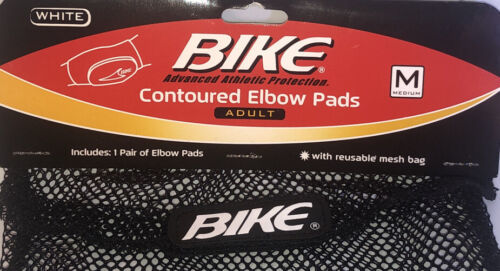 WHITE
BIKE®
Advanced Athletic Protection.
Contoured Elbow Pads
ADULT
M
MEDIUM
Includes: 1 Pair of Elbow Pads
with reusable mesh bag
BIKE®